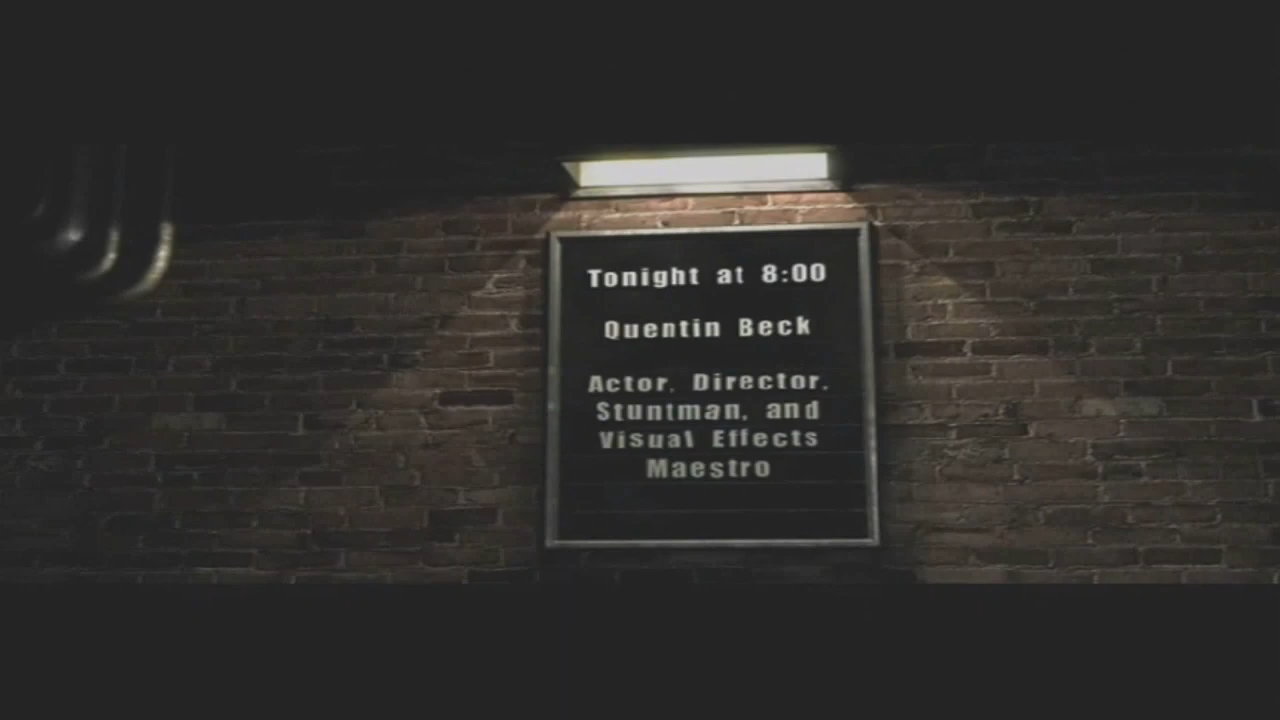 Tonight at 8:00
Quentin Beck
Actor, Director,
Stuntman, and
Visual Effects
Maestro